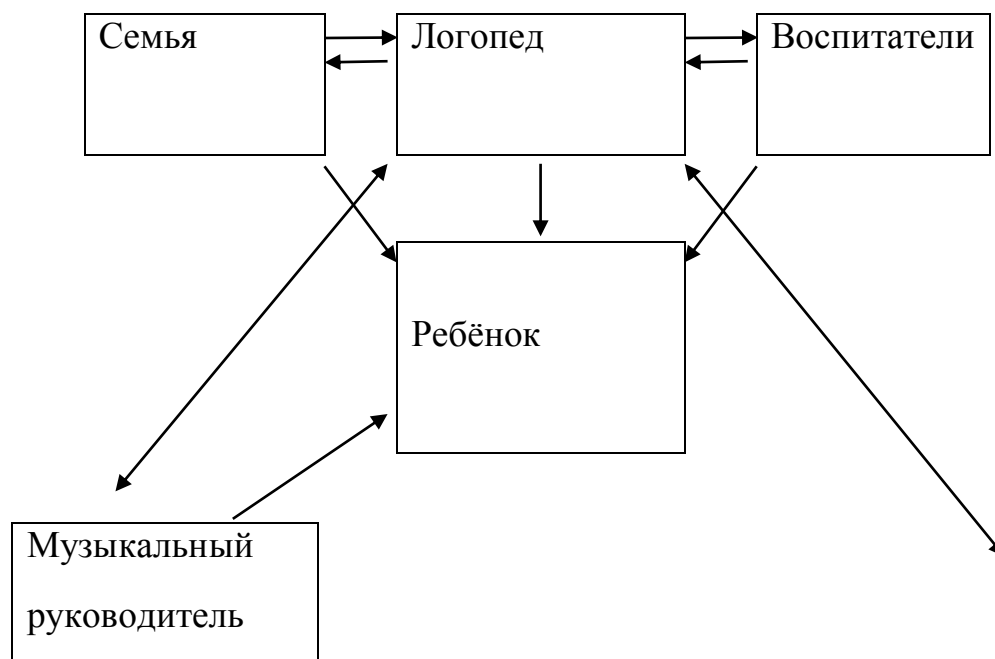 Семья
Логопед
Воспитатели
Ребёнок
Музыкальный
руководитель